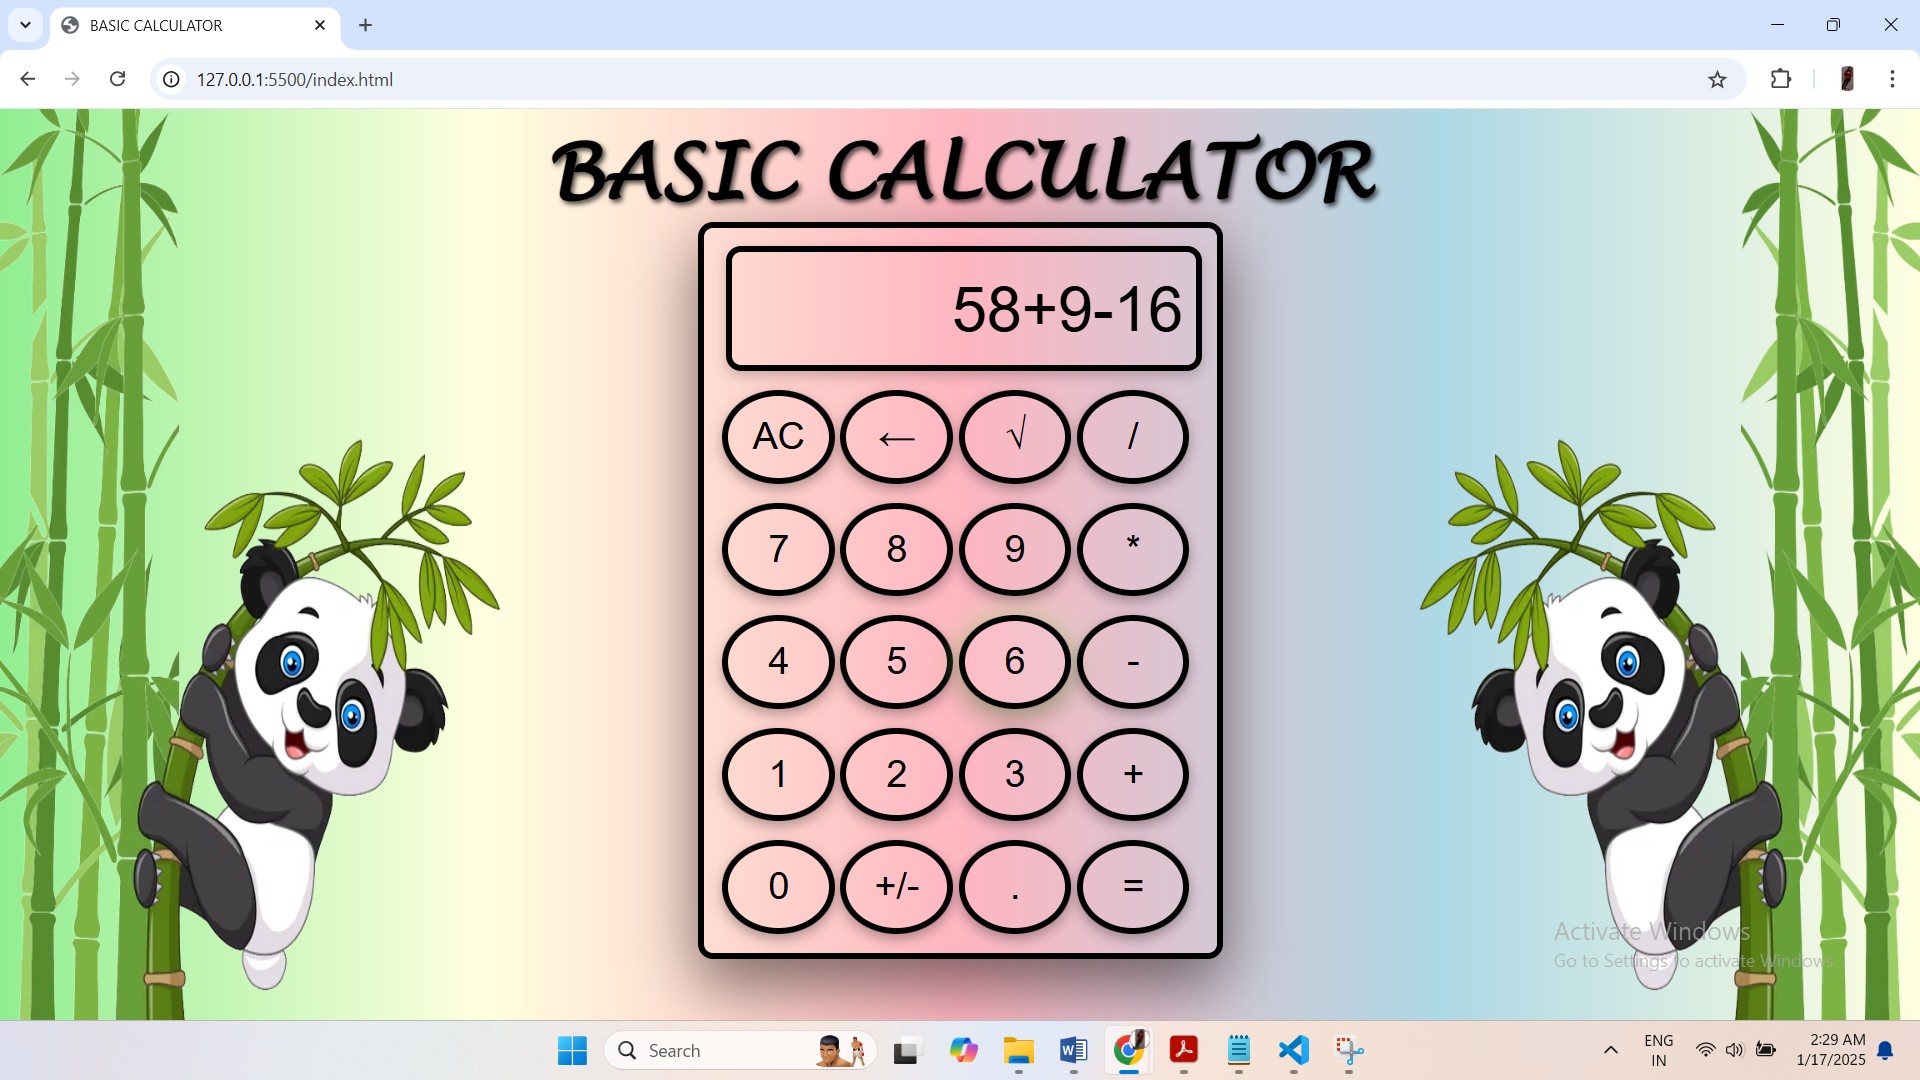 BASIC CALCULATOR
127.0.0.1:5500/index.html
BASIC CALCULATOR
58+9-16
AC ← √ /
7 8 9 *
4 5 6 -
1 2 3 +
0 +/- . =
Activate Windows
Go to Settings to activate Windows.
Search
ENG
IN
2:29 AM
1/17/2025